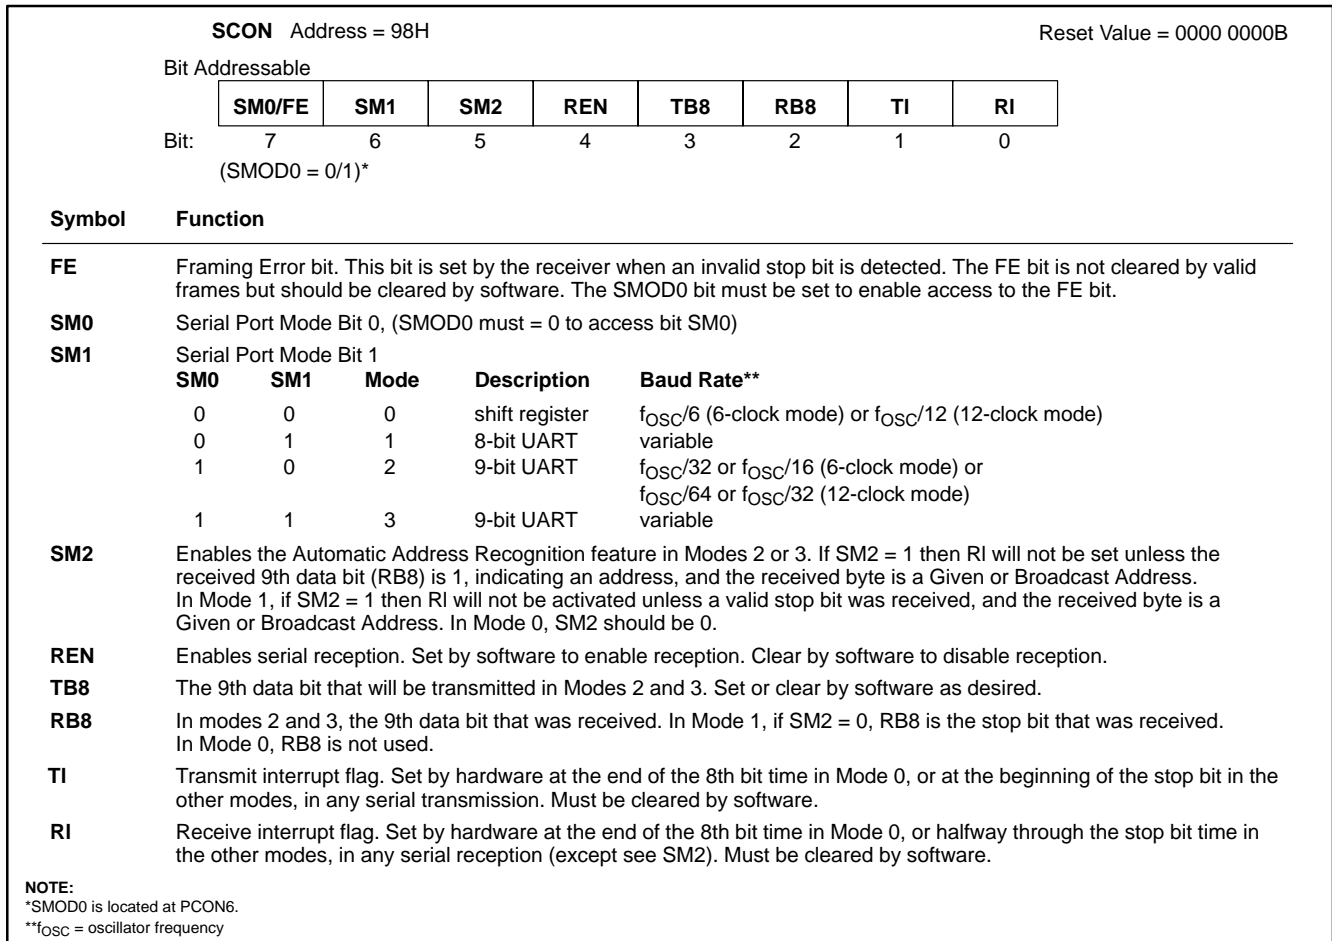 SCON Address = 98H Reset Value = 0000 0000B
Bit Addressable
SM0/FE SM1 SM2 REN TB8 RB8 TI RI
Bit: 7 6 5 4 3 2 1 0
(SMOD0 = 0/1)*
Symbol Function
FE Framing Error bit. This bit is set by the receiver when an invalid stop bit is detected. The FE bit is not cleared by valid
frames but should be cleared by software. The SMOD0 bit must be set to enable access to the FE bit.
SM0 Serial Port Mode Bit 0, (SMOD0 must = 0 to access bit SM0)
SM1 Serial Port Mode Bit 1
SM0 SM1 Mode Description Baud Rate**
0 0 0 shift register fOSC/6 (6-clock mode) or fOSC/12 (12-clock mode)
0 1 1 8-bit UART variable
1 0 2 9-bit UART fOSC/32 or fOSC/16 (6-clock mode) or
fOSC/64 or fOSC/32 (12-clock mode)
1 1 3 9-bit UART variable
SM2 Enables the Automatic Address Recognition feature in Modes 2 or 3. If SM2 = 1 then RI will not be set unless the
received 9th data bit (RB8) is 1, indicating an address, and the received byte is a Given or Broadcast Address.
In Mode 1, if SM2 = 1 then RI will not be activated unless a valid stop bit was received, and the received byte is a
Given or Broadcast Address. In Mode 0, SM2 should be 0.
REN Enables serial reception. Set by software to enable reception. Clear by software to disable reception.
TB8 The 9th data bit that will be transmitted in Modes 2 and 3. Set or clear by software as desired.
RB8 In modes 2 and 3, the 9th data bit that was received. In Mode 1, if SM2 = 0, RB8 is the stop bit that was received.
In Mode 0, RB8 is not used.
TI Transmit interrupt flag. Set by hardware at the end of the 8th bit time in Mode 0, or at the beginning of the stop bit in the
other modes, in any serial transmission. Must be cleared by software.
RI Receive interrupt flag. Set by hardware at the end of the 8th bit time in Mode 0, or halfway through the stop bit time in
the other modes, in any serial reception (except see SM2). Must be cleared by software.
NOTE:
*SMOD0 is located at PCON6.
**fOSC = oscillator frequency